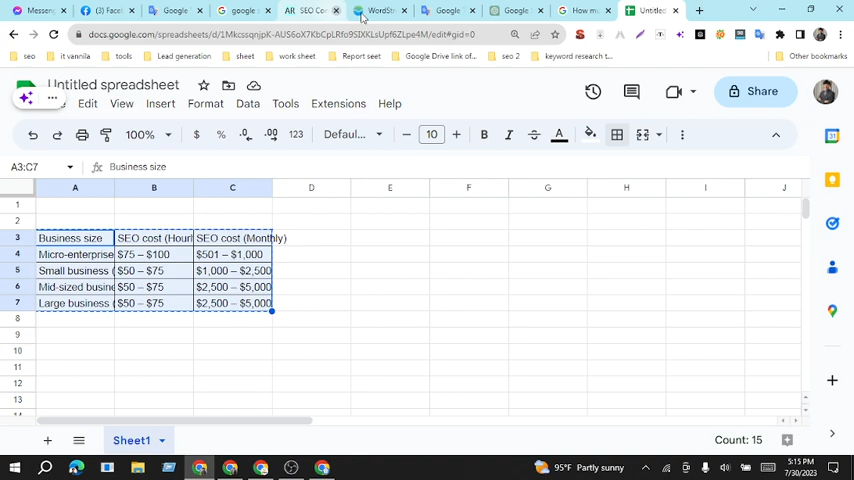 Messeng
(3) Faceb
Google S
google s
AR SEO Co
WordStr
Google
Google
How mu
Untitled
docs.google.com/spreadsheets/d/1MkcssqnjpK-AUS6oX7KbCpLRfo9SIXKLsUpf6ZLpe4M/edit#gid=0
seo
it vannila
tools
Lead generation
sheet
work sheet
Report seet
Google Drive link of...
seo 2
keyword research t...
Other bookmarks
Untitled spreadsheet
Edit View Insert Format Data Tools Extensions Help
Share
100% $ % .0 .00 123 Defaul... 10 B I A
A3:C7 fx Business size
A B C D E F G H I J
1
2
3 Business size SEO cost (Hourl SEO cost (Monthly)
4 Micro-enterprise $75 – $100 $501 – $1,000
5 Small business ( $50 – $75 $1,000 – $2,500
6 Mid-sized busine $50 – $75 $2,500 – $5,000
7 Large business ( $50 – $75 $2,500 – $5,000
8
9
10
11
12
13
Sheet1
Count: 15
95°F Partly sunny
5:15 PM
7/30/2023